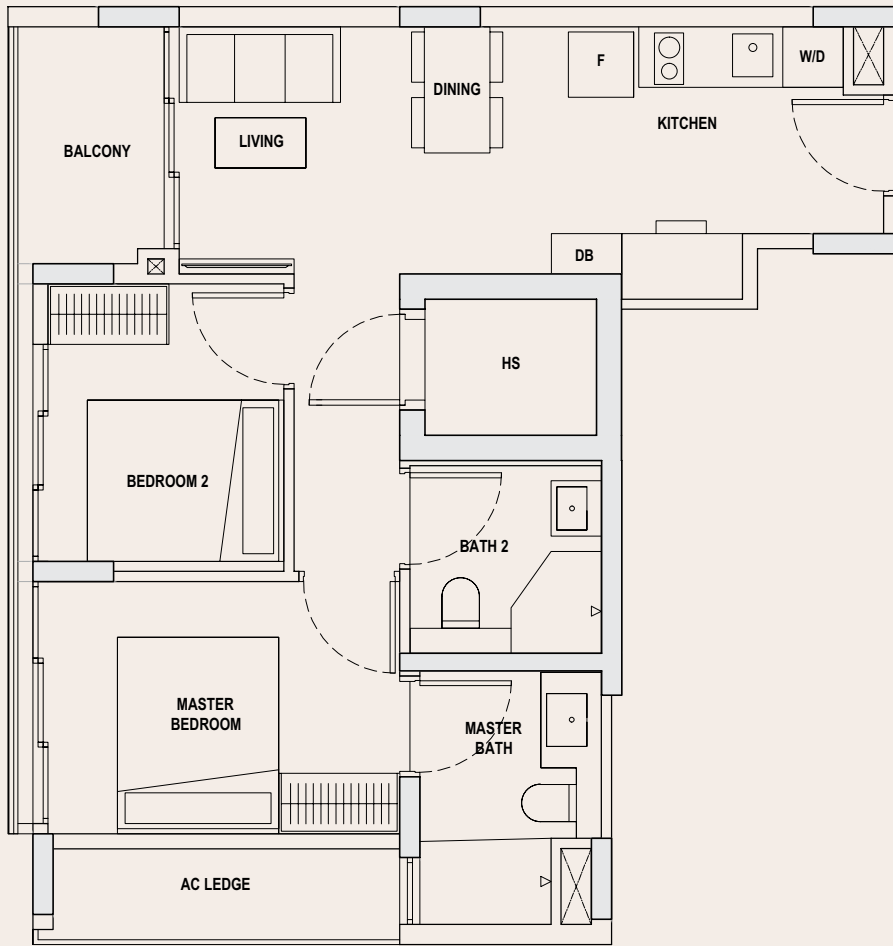 W/D
F
DINING
KITCHEN
LIVING
BALCONY
DB
HS
BEDROOM 2
BATH 2
MASTER
BEDROOM
MASTER
BATH
AC LEDGE